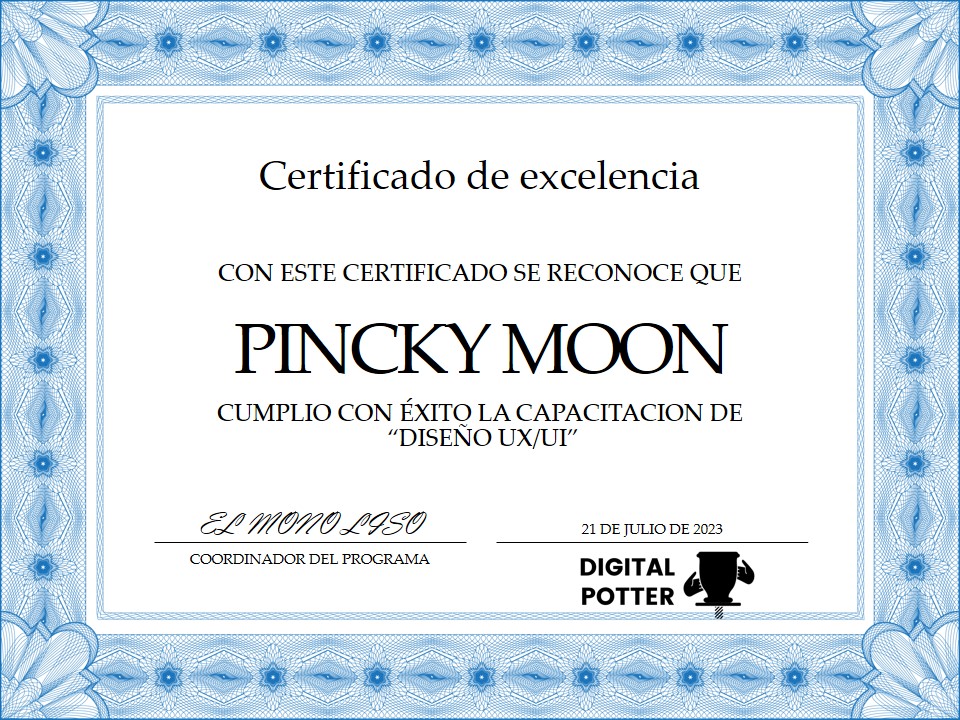 Certificado de excelencia
CON ESTE CERTIFICADO SE RECONOCE QUE
PINCKY MOON
CUMPLIO CON ÉXITO LA CAPACITACION DE
“DISEÑO UX/UI”
EL MONO LISO
COORDINADOR DEL PROGRAMA
21 DE JULIO DE 2023
DIGITAL
POTTER